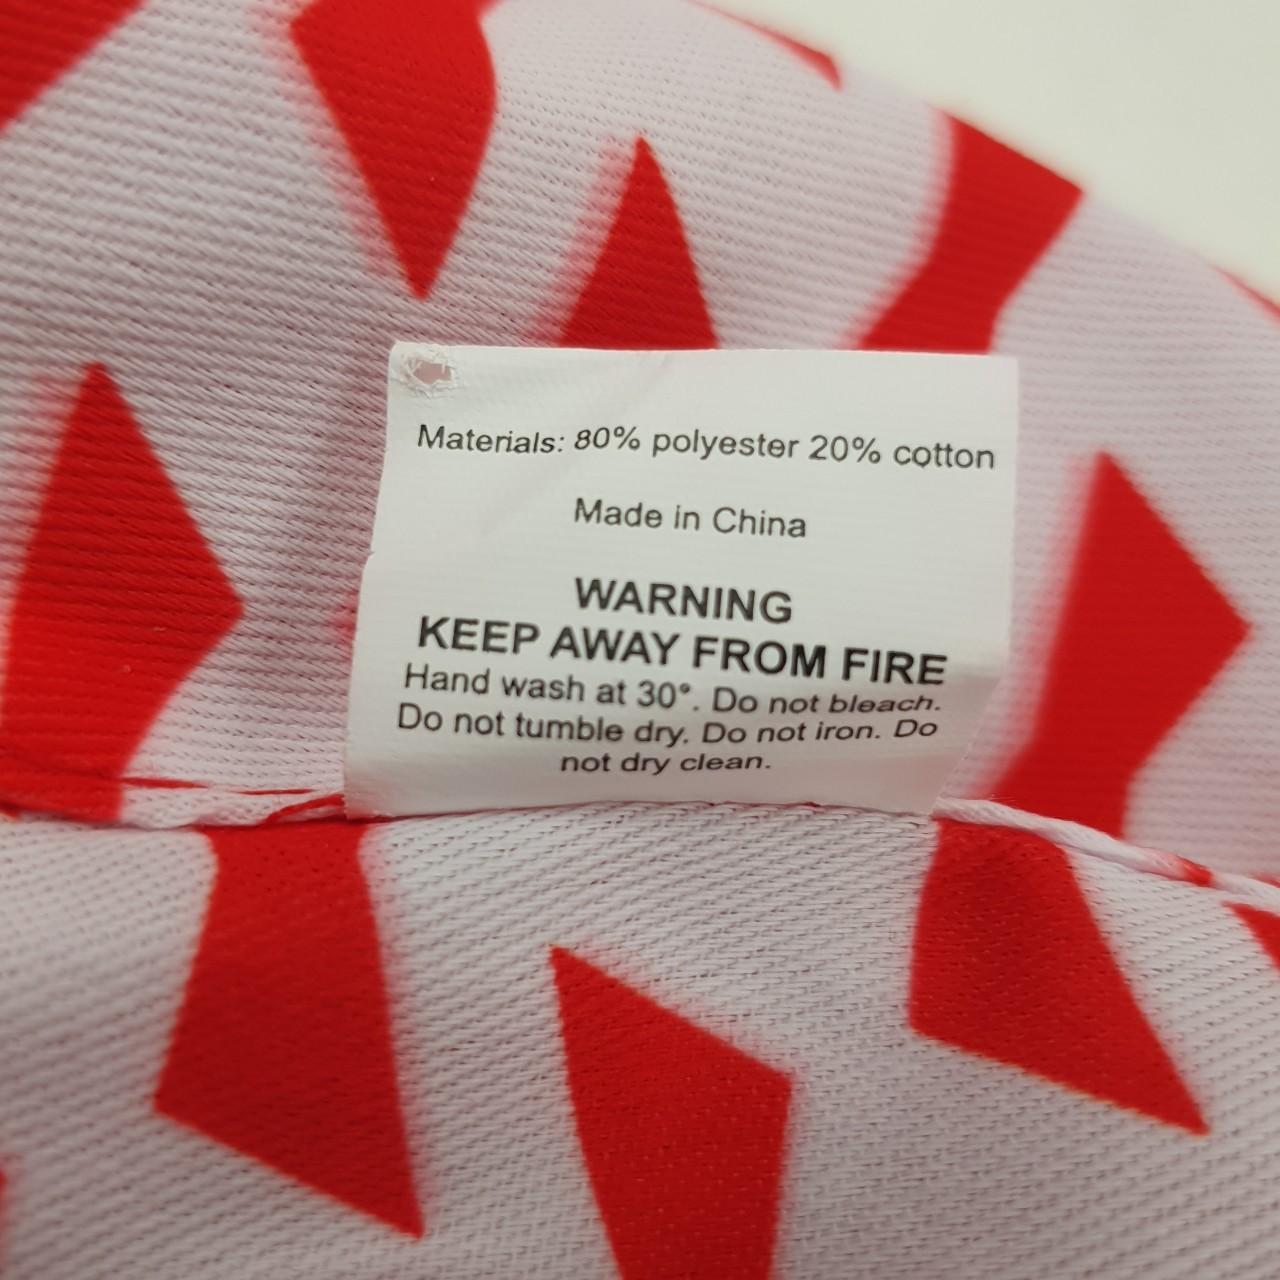 Materials: 80% polyester 20% cotton
Made in China
WARNING
KEEP AWAY FROM FIRE
Hand wash at 30°. Do not bleach.
Do not tumble dry. Do not iron. Do
not dry clean.